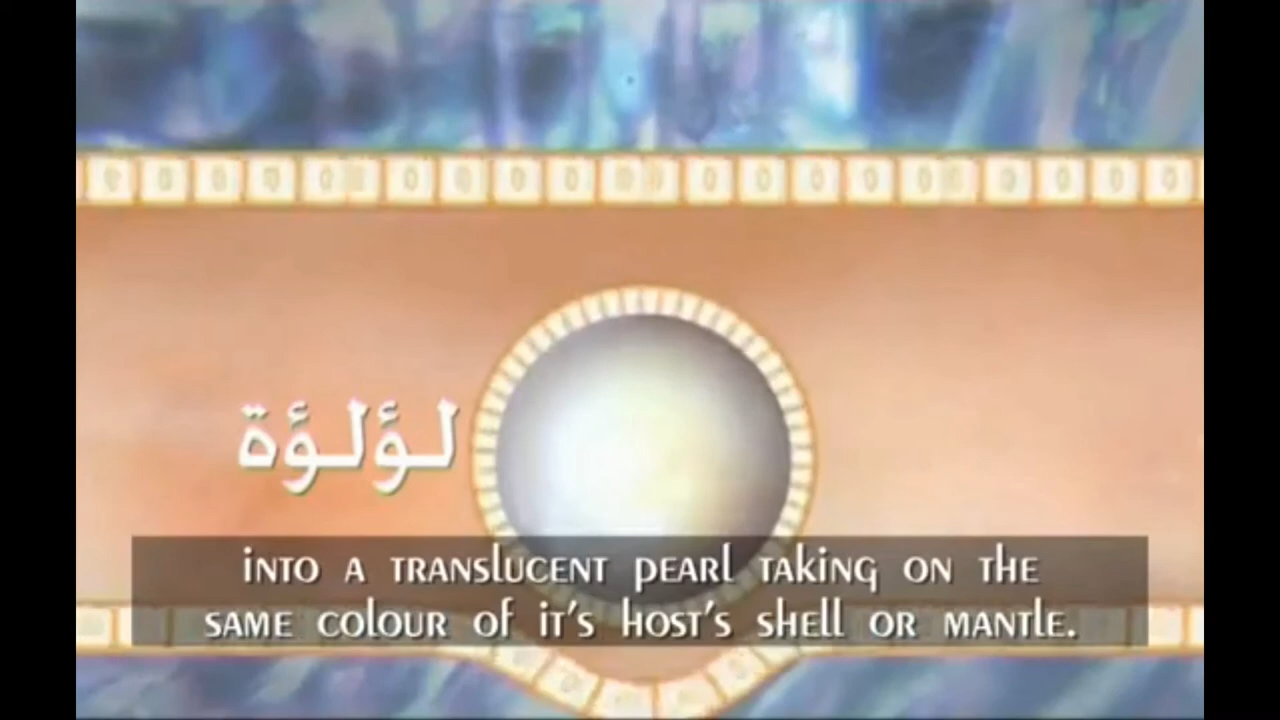 لؤلؤة
into a translucent pearl taking on the
same colour of it's host's shell or mantle.